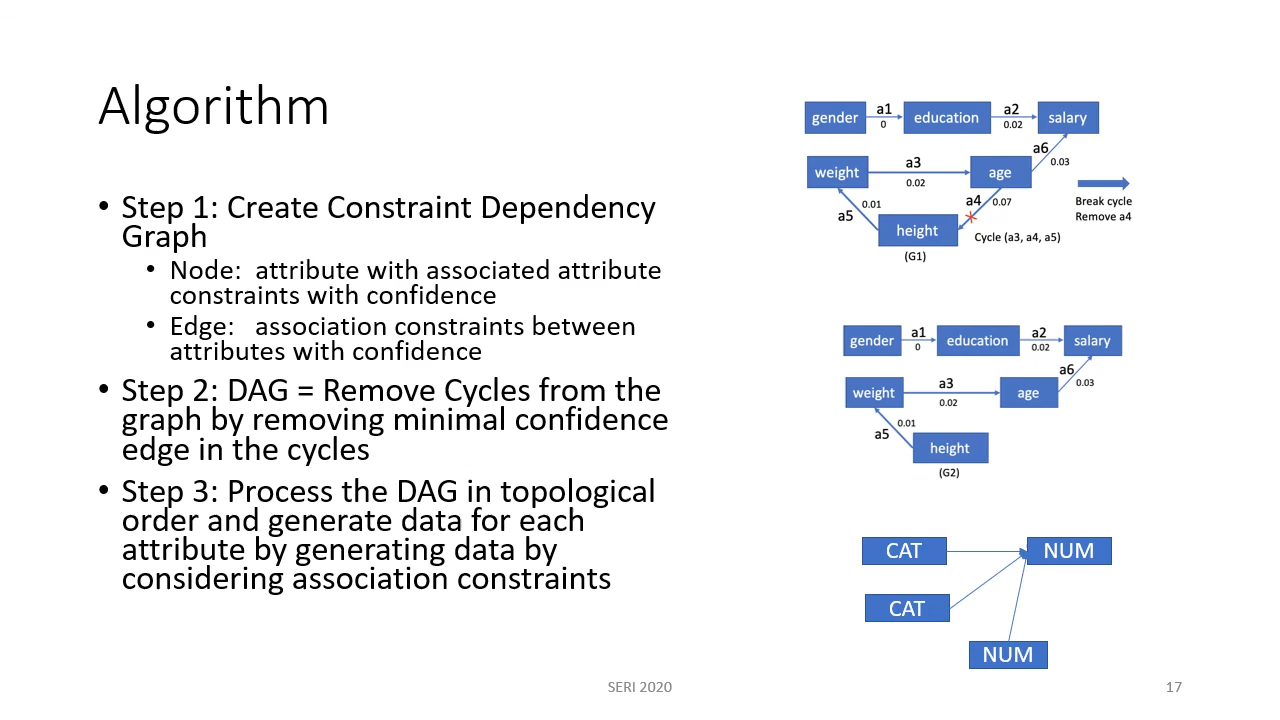 Algorithm
• Step 1: Create Constraint Dependency
Graph
• Node: attribute with associated attribute
constraints with confidence
• Edge: association constraints between
attributes with confidence
• Step 2: DAG = Remove Cycles from the
graph by removing minimal confidence
edge in the cycles
• Step 3: Process the DAG in topological
order and generate data for each
attribute by generating data by
considering association constraints
gender a1 education a2 salary
0 0.02
a6
0.03
weight a3 age
0.02
a4 0.07
0.01
a5
height
Cycle (a3, a4, a5)
(G1)
Break cycle
Remove a4
gender a1 education a2 salary
0 0.02
a6
0.03
weight a3 age
0.02
0.01
a5
height
(G2)
CAT NUM
CAT
NUM
SERI 2020 17